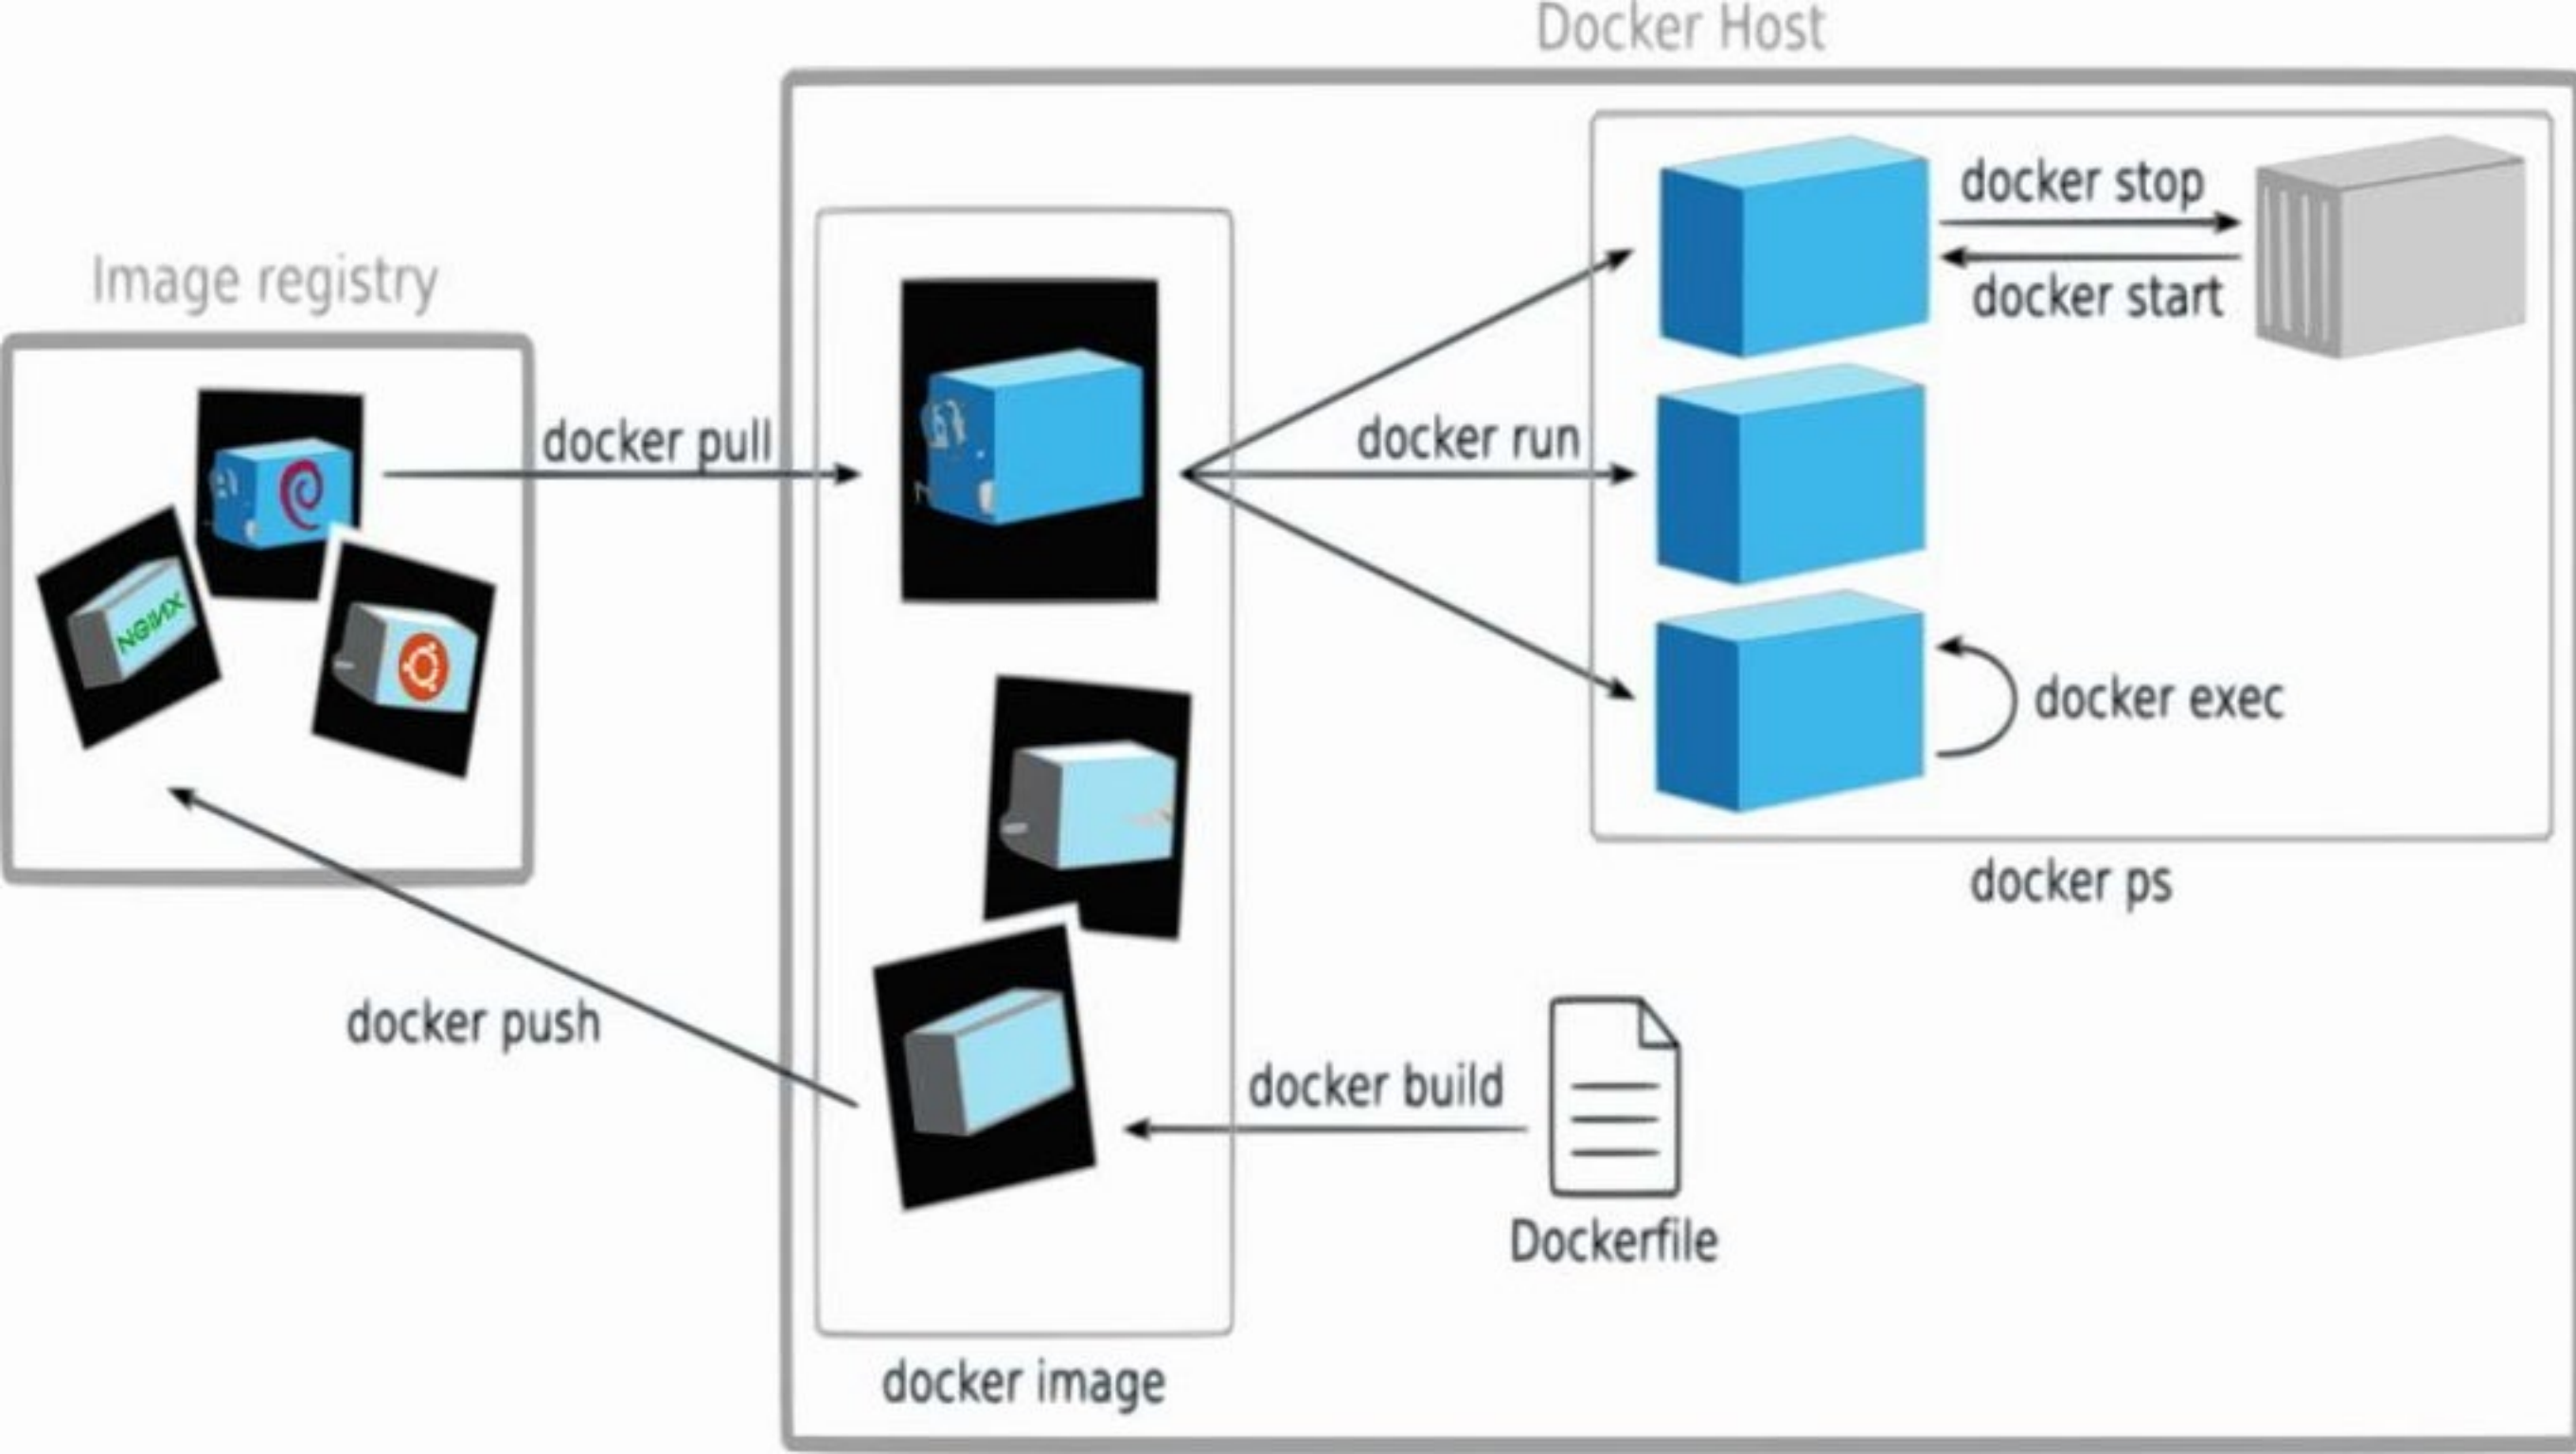 Docker Host
docker stop
docker start
Image registry
docker pull
docker run
NGINX
docker exec
docker ps
docker push
docker build
Dockerfile
docker image